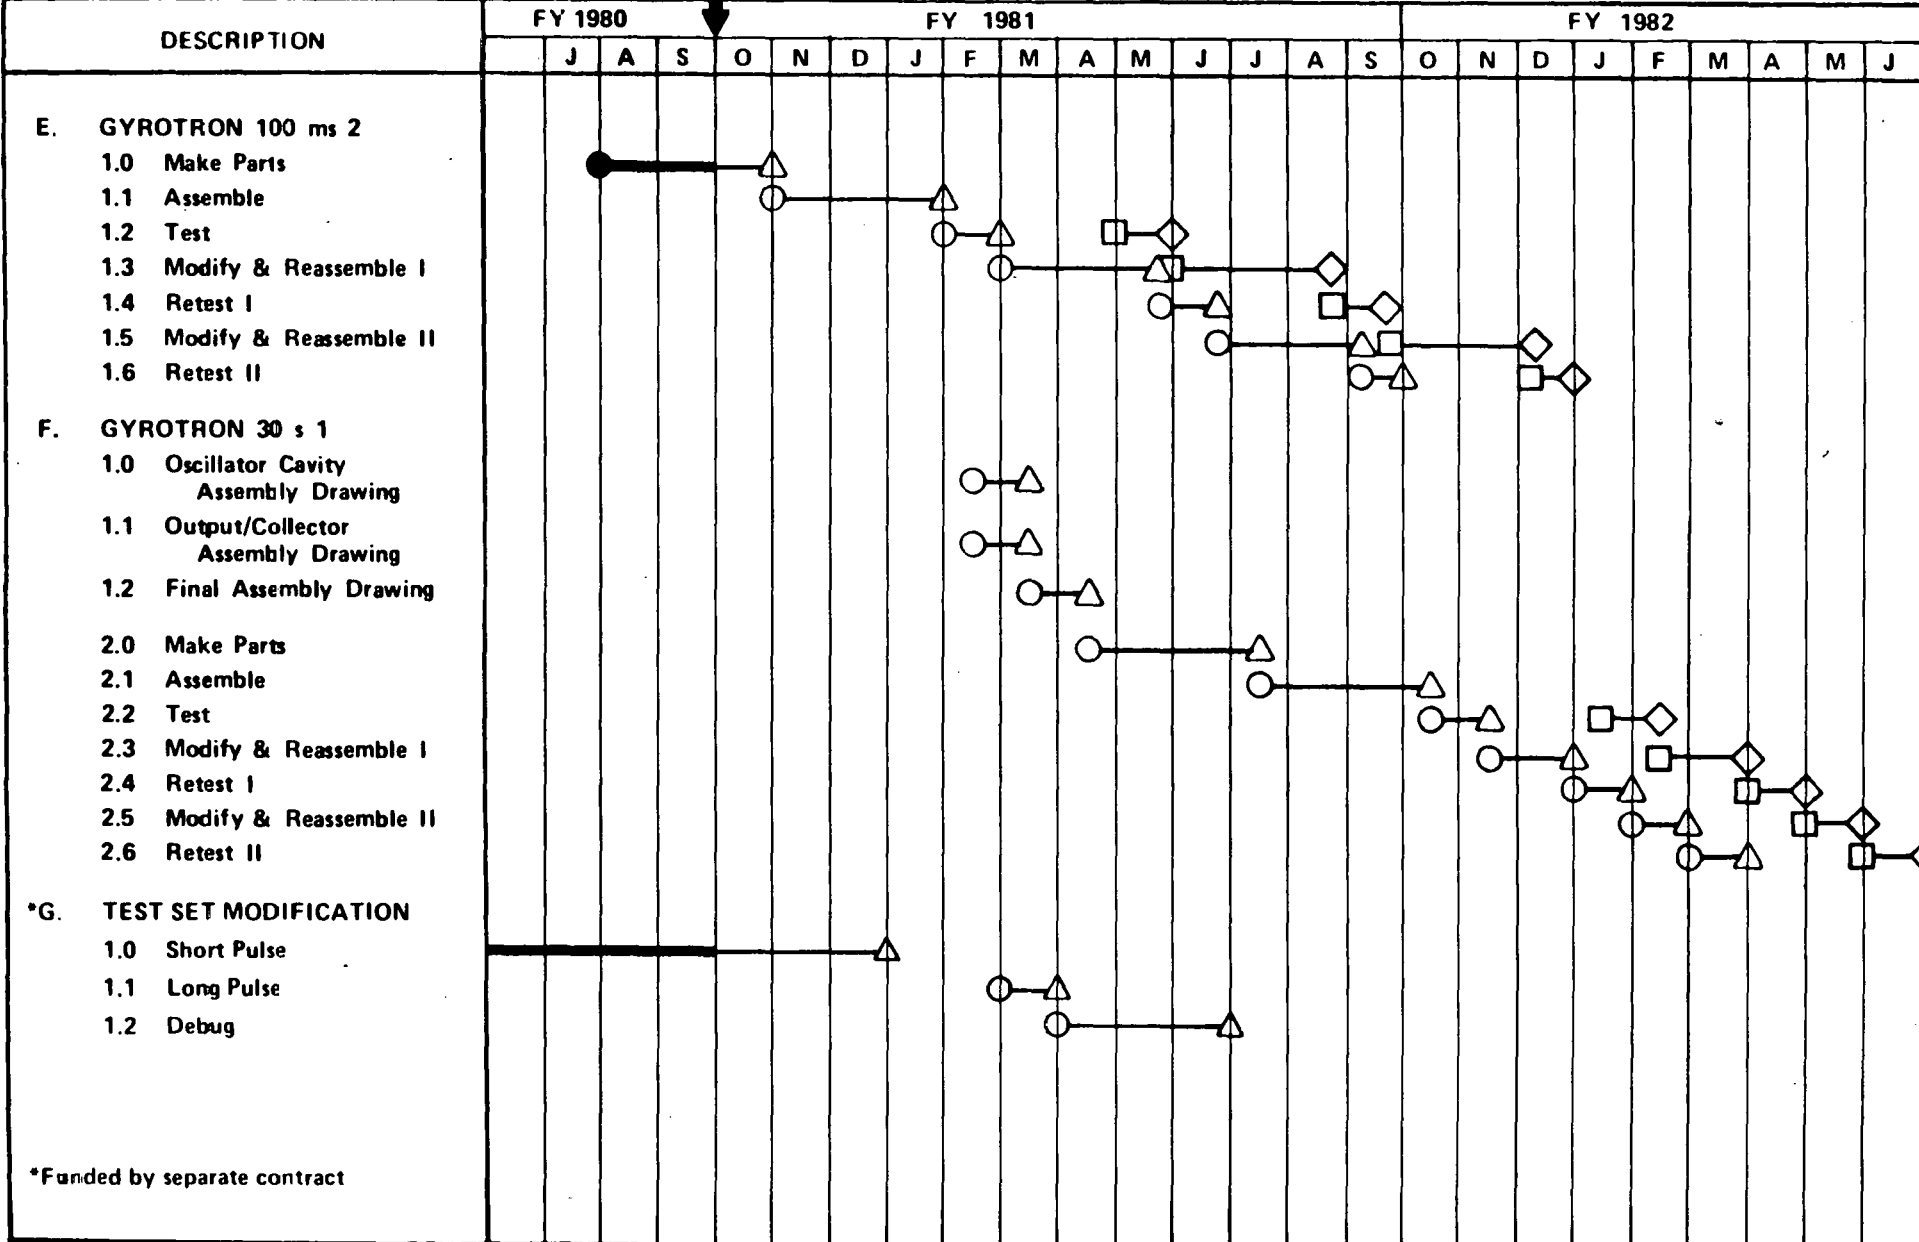 FY 1980 FY 1981 FY 1982
DESCRIPTION
J A S O N D J F M A M J J A S O N D J F M A M J
E. GYROTRON 100 ms 2
1.0 Make Parts
1.1 Assemble
1.2 Test
1.3 Modify & Reassemble I
1.4 Retest I
1.5 Modify & Reassemble II
1.6 Retest II
F. GYROTRON 30 s 1
1.0 Oscillator Cavity
Assembly Drawing
1.1 Output/Collector
Assembly Drawing
1.2 Final Assembly Drawing
2.0 Make Parts
2.1 Assemble
2.2 Test
2.3 Modify & Reassemble I
2.4 Retest I
2.5 Modify & Reassemble II
2.6 Retest II
*G. TEST SET MODIFICATION
1.0 Short Pulse
1.1 Long Pulse
1.2 Debug
*Funded by separate contract